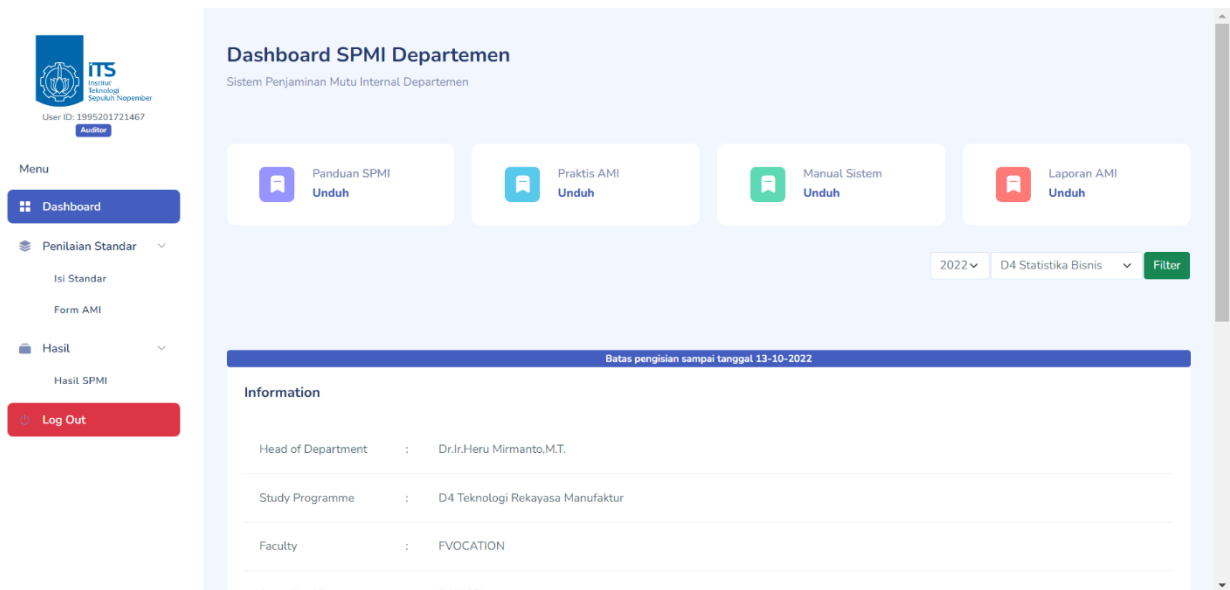 iTS
Institut
Teknologi
Sepuluh Nopember
User ID: 1995201721467
Auditor
Menu
Dashboard
Penilaian Standar
Isi Standar
Form AMI
Hasil
Hasil SPMI
Log Out
Dashboard SPMI Departemen
Sistem Penjaminan Mutu Internal Departemen
Panduan SPMI
Unduh
Praktis AMI
Unduh
Manual Sistem
Unduh
Laporan AMI
Unduh
2022 D4 Statistika Bisnis Filter
Batas pengisian sampai tanggal 13-10-2022
Information
Head of Department : Dr.Ir.Heru Mirmanto,M.T.
Study Programme : D4 Teknologi Rekayasa Manufaktur
Faculty : FVOCATION